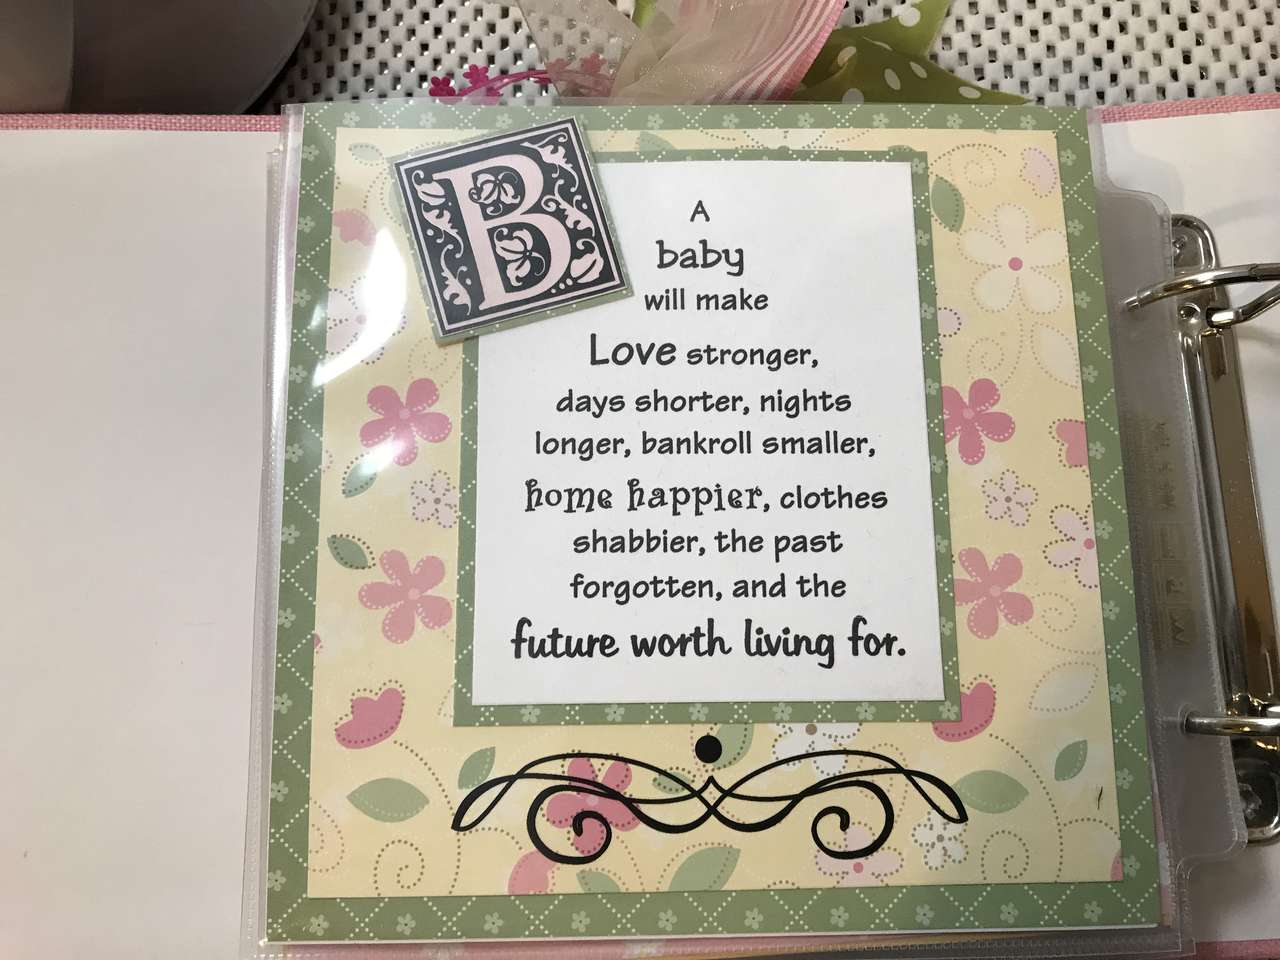 B
A
baby
will make
Love stronger,
days shorter, nights
longer, bankroll smaller,
home happier, clothes
shabbier, the past
forgotten, and the
future worth living for.